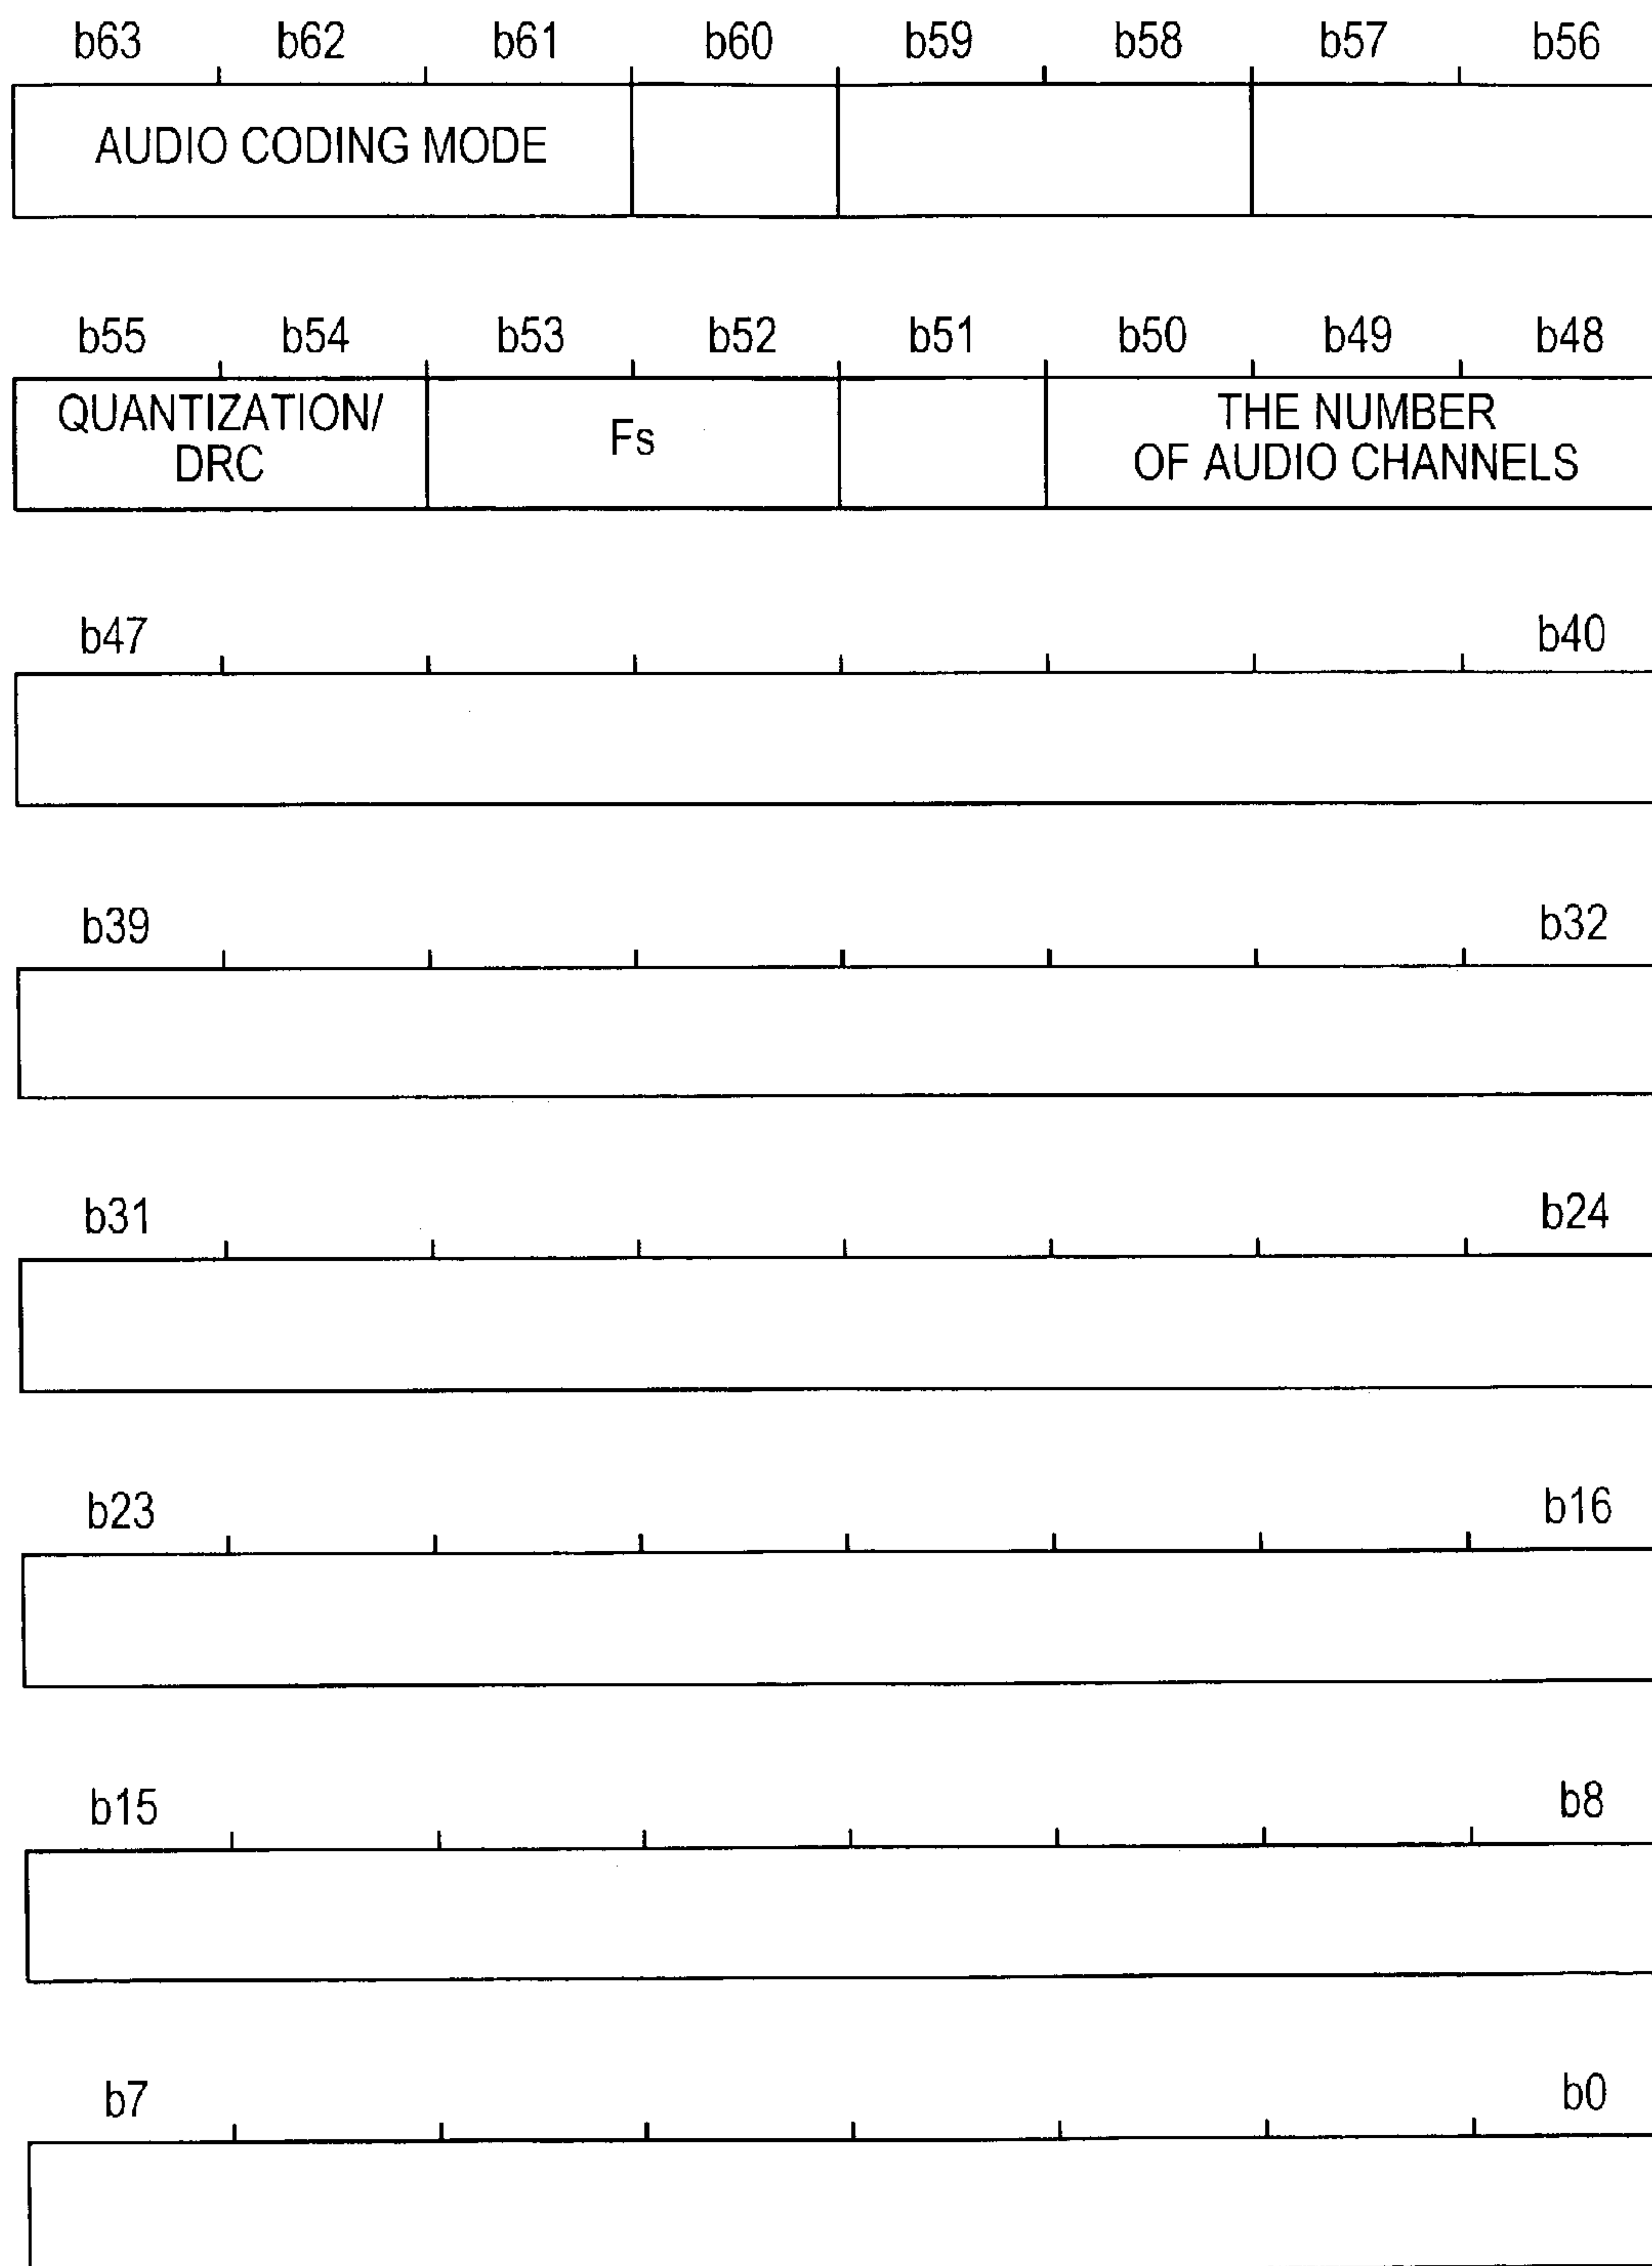 b63 b62 b61 b60 b59 b58 b57 b56
AUDIO CODING MODE
b55 b54 b53 b52 b51 b50 b49 b48
QUANTIZATION/
DRC
Fs
THE NUMBER
OF AUDIO CHANNELS
b47 b40
b39 b32
b31 b24
b23 b16
b15 b8
b7 b0